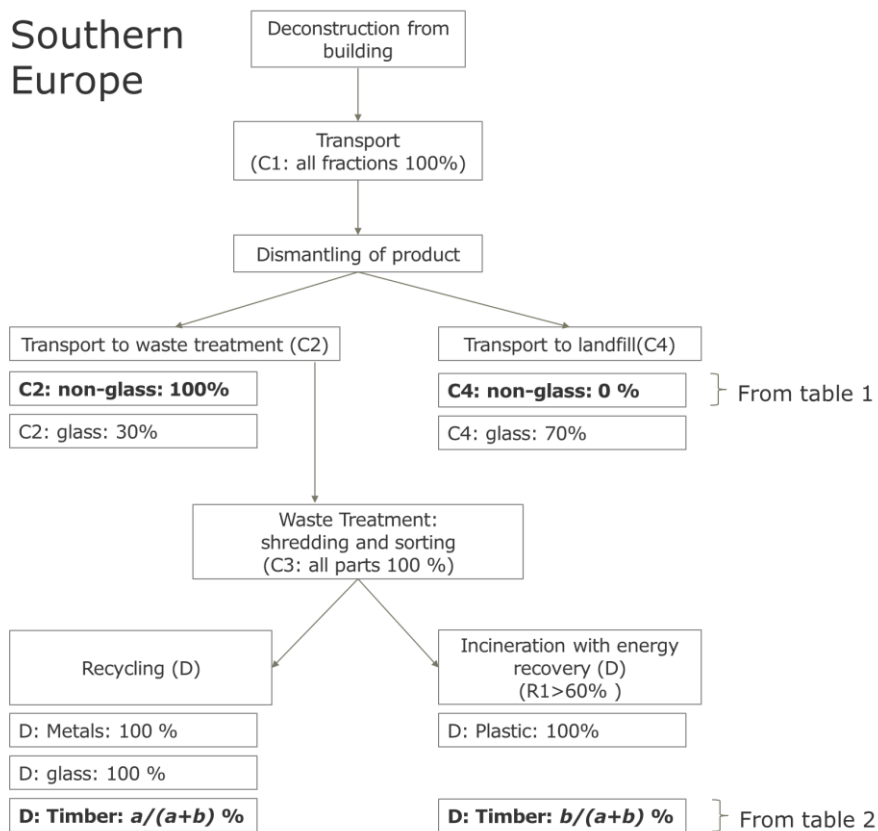 Southern
Europe
Deconstruction from
building
Transport
(C1: all fractions 100%)
Dismantling of product
Transport to waste treatment (C2)
Transport to landfill(C4)
C2: non-glass: 100%
C4: non-glass: 0 %
From table 1
C2: glass: 30%
C4: glass: 70%
Waste Treatment:
shredding and sorting
(C3: all parts 100 %)
Recycling (D)
Incineration with energy
recovery (D)
(R1>60% )
D: Metals: 100 %
D: Plastic: 100%
D: glass: 100 %
D: Timber: a/(a+b) %
D: Timber: b/(a+b) %
From table 2